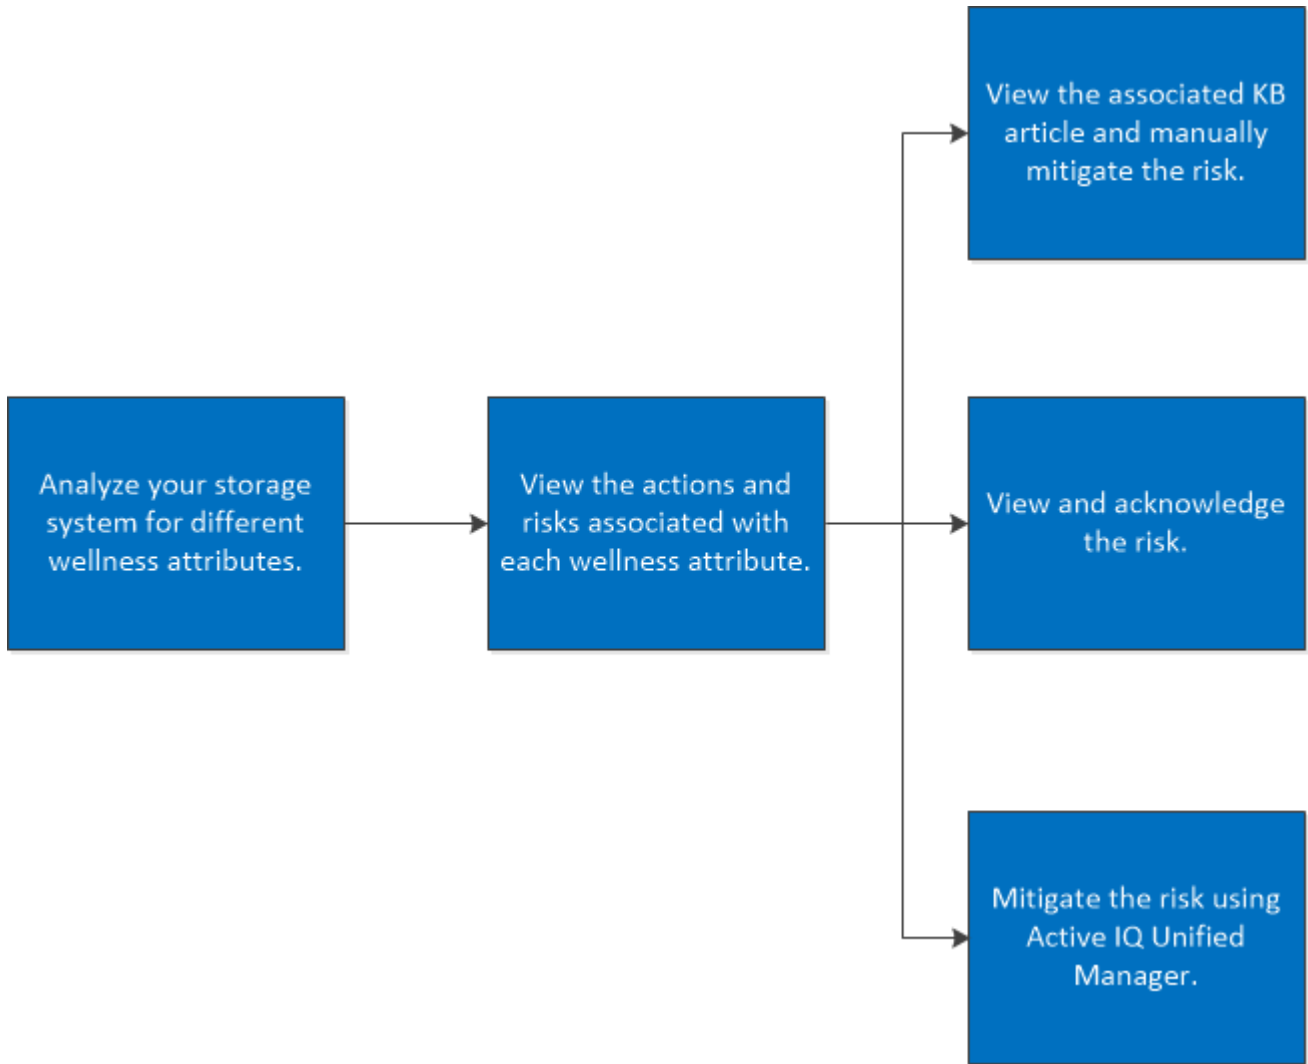 View the associated KB
article and manually
mitigate the risk.
Analyze your storage
system for different
wellness attributes.
View the actions and
risks associated with
each wellness attribute.
View and acknowledge
the risk.
Mitigate the risk using
Active IQ Unified
Manager.